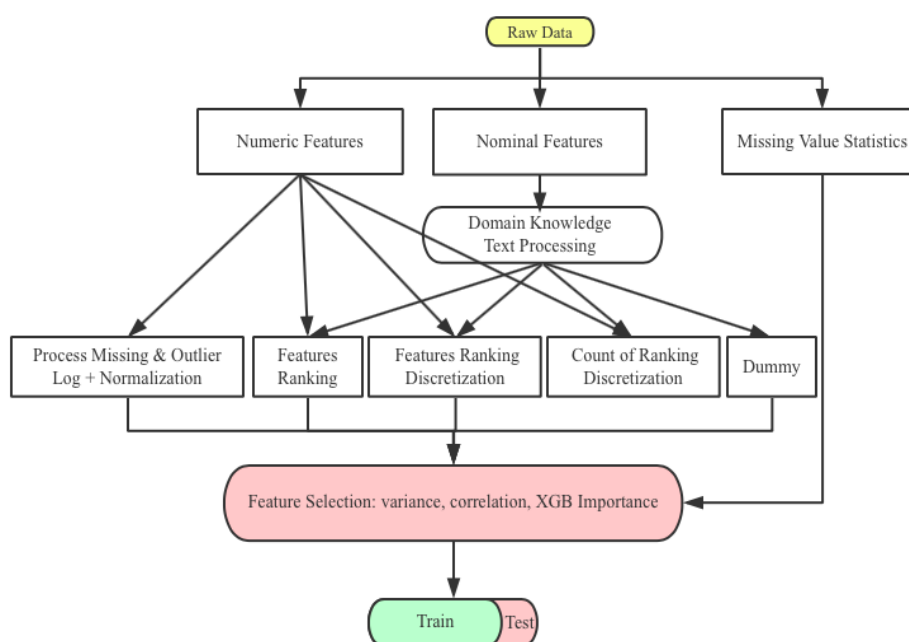 Raw Data
Numeric Features
Nominal Features
Missing Value Statistics
Domain Knowledge
Text Processing
Process Missing & Outlier
Log + Normalization
Features
Ranking
Features Ranking
Discretization
Count of Ranking
Discretization
Dummy
Feature Selection: variance, correlation, XGB Importance
Train
Test